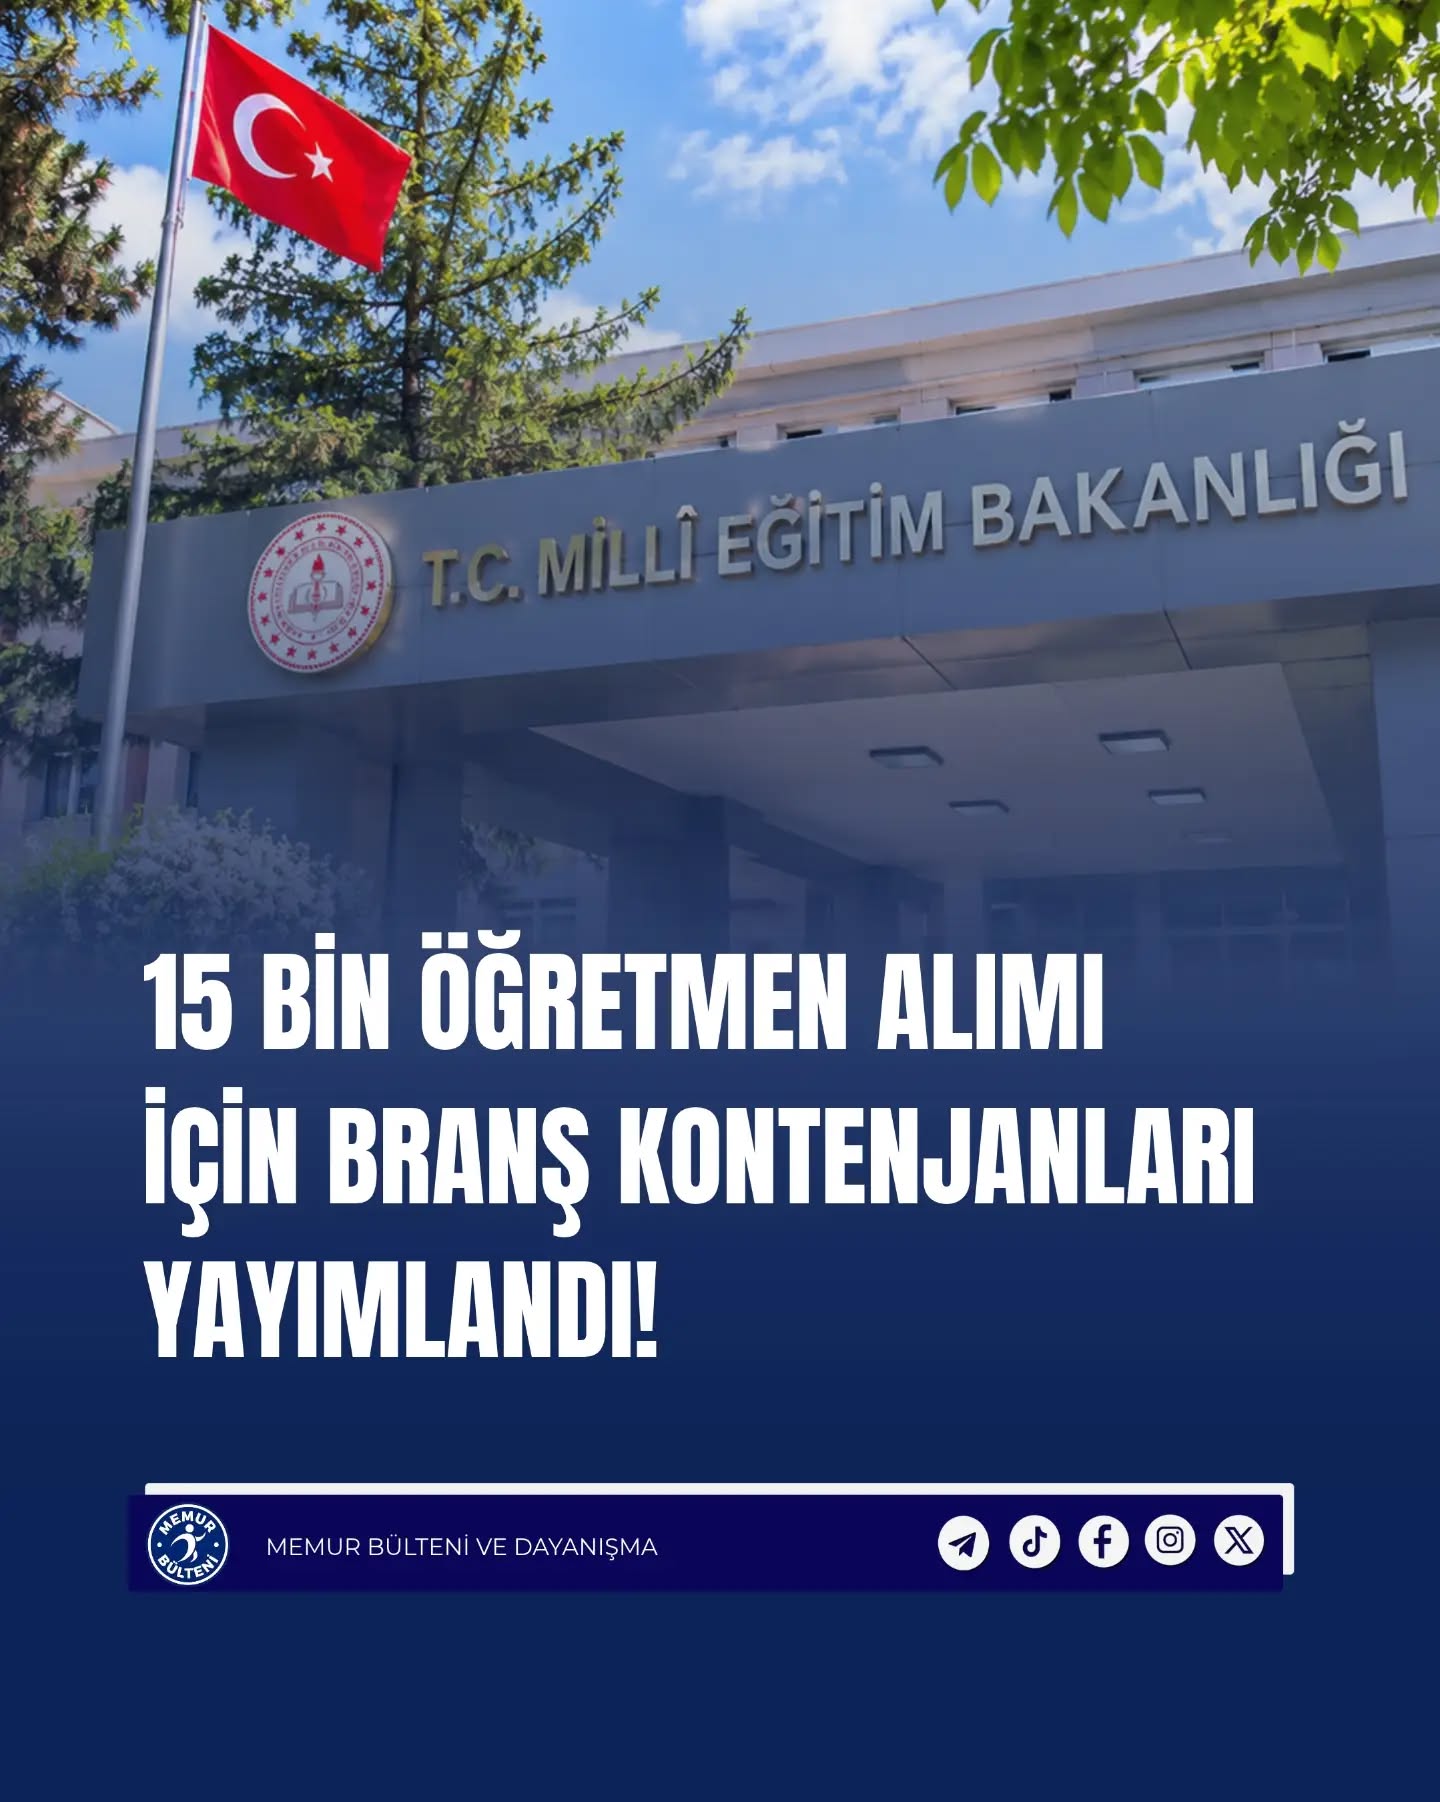 T.C. MİLLÎ EĞİTİM BAKANLIĞI
15 BİN ÖĞRETMEN ALIMI
İÇİN BRANŞ KONTENJANLARI
YAYIMLANDI!
MEMUR
BÜLTENİ
MEMUR BÜLTENİ VE DAYANIŞMA